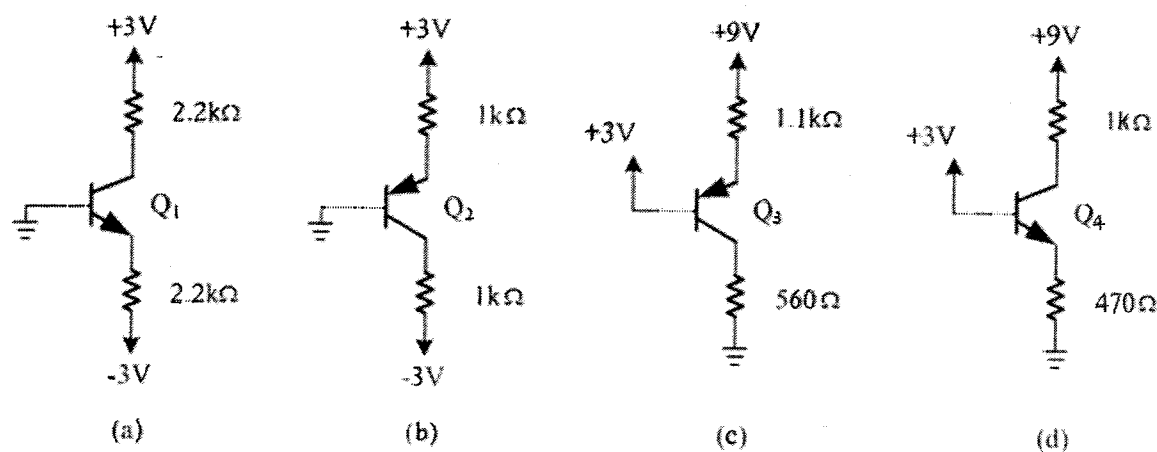 +3V
2.2kΩ
Q1
2.2kΩ
-3V
(a)
+3V
1kΩ
Q2
1kΩ
-3V
(b)
+9V
+3V
1.1kΩ
Q3
560Ω
(c)
+9V
+3V
1kΩ
Q4
470Ω
(d)